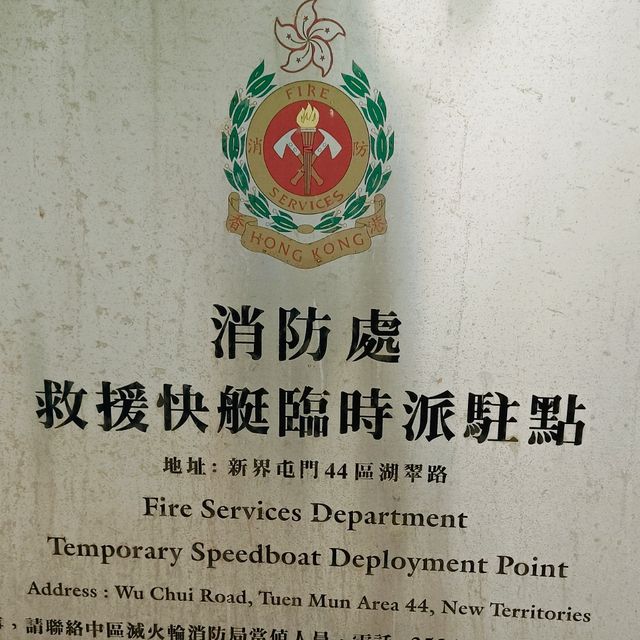 FIRE
消 防
SERVICES
香 HONG KONG 港
消防處
救援快艇臨時派駐點
地址: 新界屯門44區湖翠路
Fire Services Department
Temporary Speedboat Deployment Point
Address : Wu Chui Road, Tuen Mun Area 44, New Territories
，請聯絡中區滅火輪消防局當值人員，電話